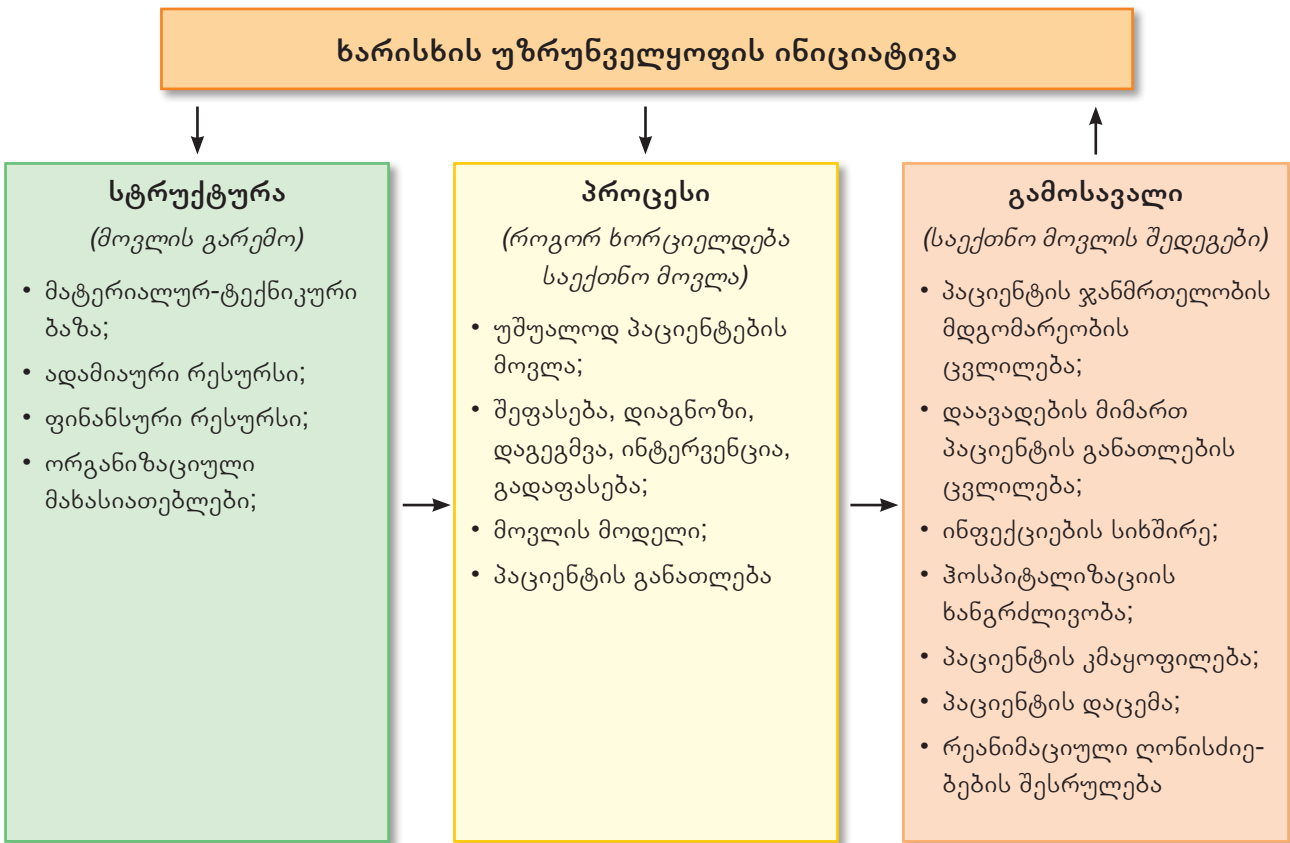 ხარისხის უზრუნველყოფის ინიციატივა
სტრუქტურა
(მოვლის გარემო)
• მატერიალურ-ტექნიკური
ბაზა;
• ადამიაური რესურსი;
• ფინანსური რესურსი;
• ორგანიზაციული
მახასიათებლები;
პროცესი
(როგორ ხორციელდება
საექთნო მოვლა)
• უშუალოდ პაციენტების
მოვლა;
• შეფასება, დიაგნოზი,
დაგეგმვა, ინტერვენცია,
გადაფასება;
• მოვლის მოდელი;
• პაციენტის განათლება
გამოსავალი
(საექთნო მოვლის შედეგები)
• პაციენტის ჯანმრთელობის
მდგომარეობის
ცვლილება;
• დაავადების მიმართ
პაციენტის განათლების
ცვლილება;
• ინფექციების სიხშირე;
• ჰოსპიტალიზაციის
ხანგრძლივობა;
• პაციენტის კმაყოფილება;
• პაციენტის დაცემა;
• რეანიმაციული ღონისძიე-
ბების შესრულება